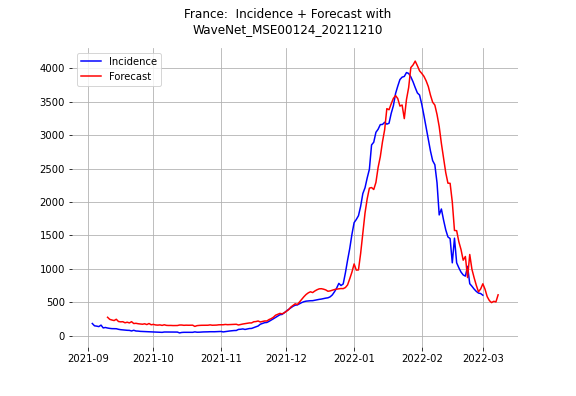 France:  Incidence + Forecast with
WaveNet_MSE00124_20211210
Incidence
Forecast
4000
3500
3000
2500
2000
1500
1000
500
0
2021-09 2021-10 2021-11 2021-12 2022-01 2022-02 2022-03